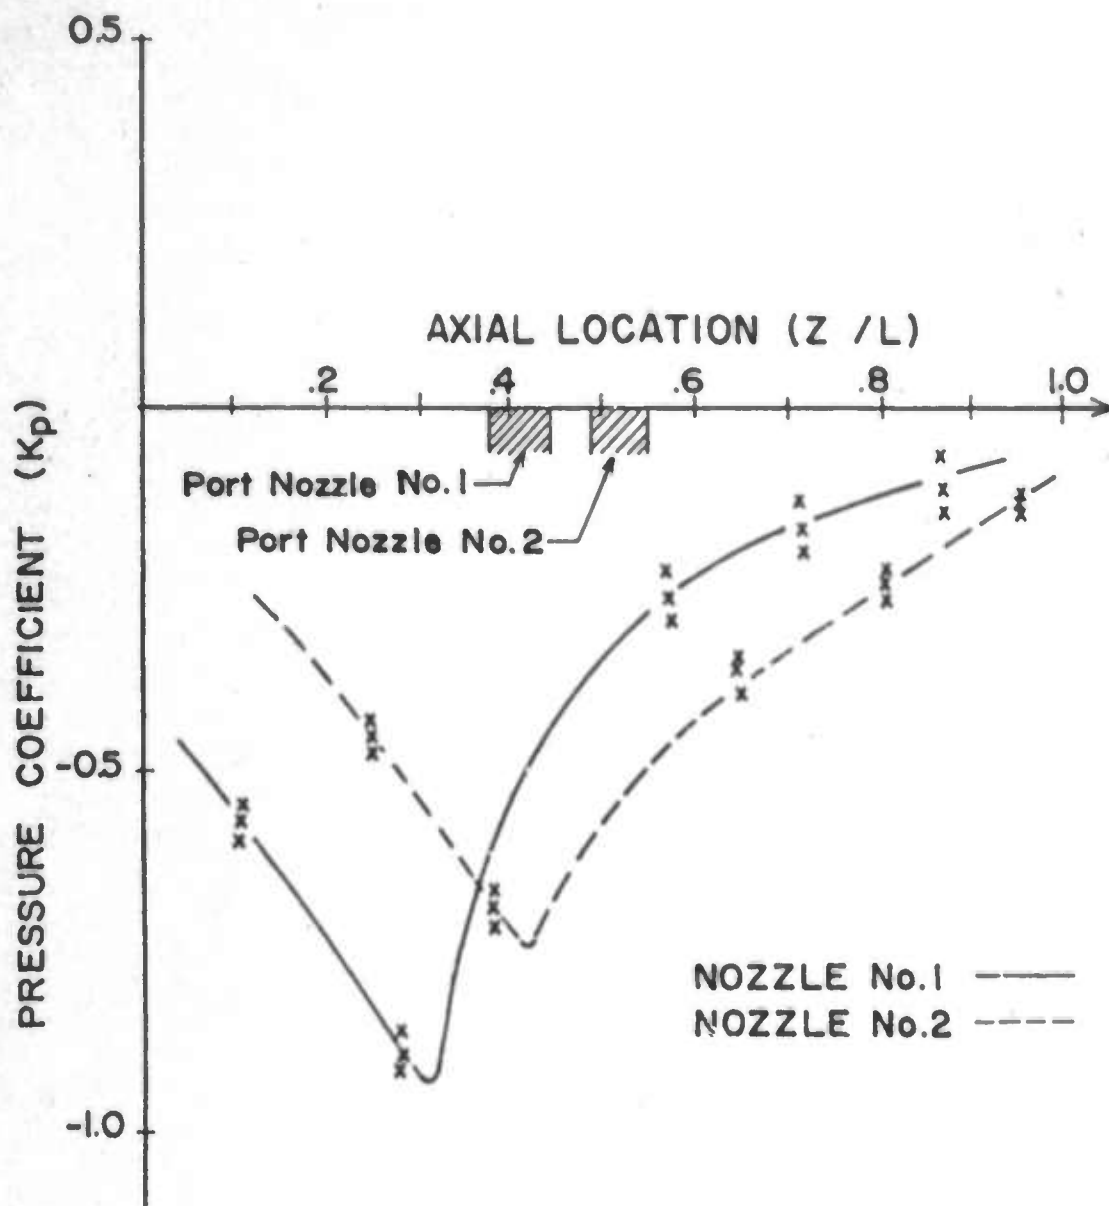 0.5
AXIAL LOCATION (Z /L)
.2 .4 .6 .8 1.0
Port Nozzle No.1
Port Nozzle No.2
PRESSURE COEFFICIENT (Kp)
-0.5
NOZZLE No.1
NOZZLE No.2
-1.0